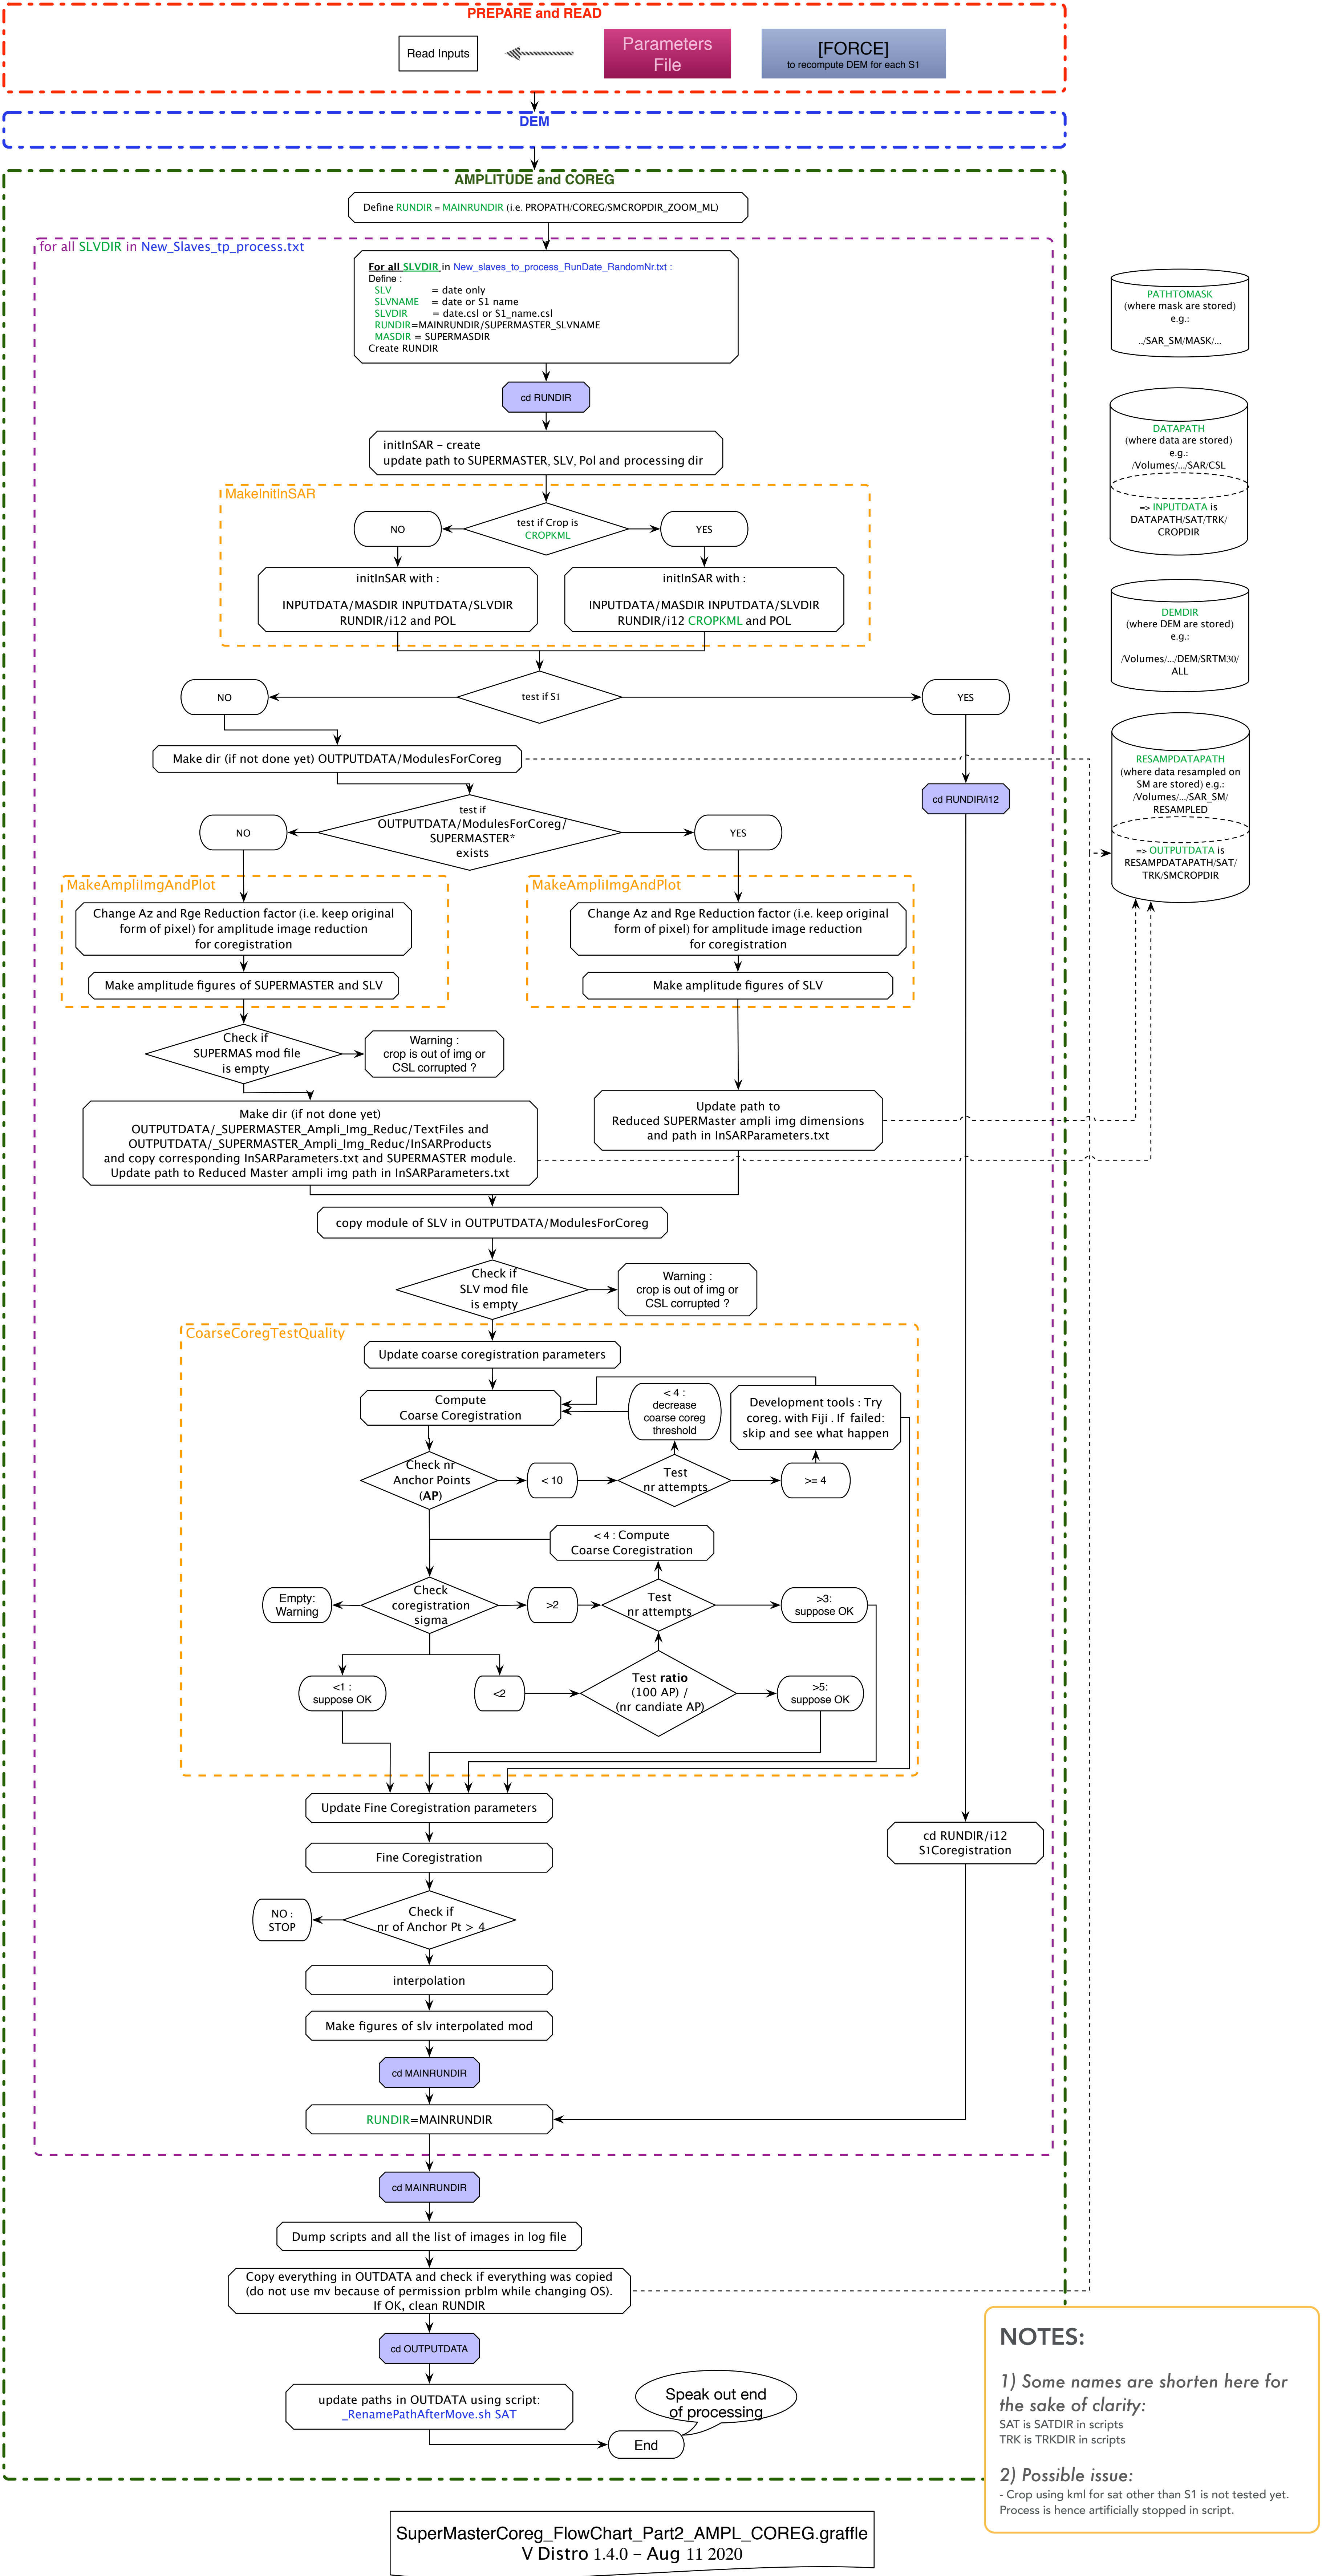 PREPARE and READ
Read Inputs
Parameters
File
[FORCE]
to recompute DEM for each S1
DEM
AMPLITUDE and COREG
Define RUNDIR = MAINRUNDIR (i.e. PROPATH/COREG/SMCROPDIR_ZOOM_ML)
for all SLVDIR in New_Slaves_tp_process.txt
For all SLVDIR in New_slaves_to_process_RunDate_RandomNr.txt :
Define :
SLV = date only
SLVNAME = date or S1 name
SLVDIR = date.csl or S1_name.csl
RUNDIR=MAINRUNDIR/SUPERMASTER_SLVNAME
MASDIR = SUPERMASDIR
Create RUNDIR
PATHTOMASK
(where mask are stored)
e.g.:
../SAR_SM/MASK/...
cd RUNDIR
DATAPATH
(where data are stored)
e.g.:
/Volumes/.../SAR/CSL
=> INPUTDATA is
DATAPATH/SAT/TRK/
CROPDIR
initInSAR – create
update path to SUPERMASTER, SLV, Pol and processing dir
MakeInitInSAR
NO
test if Crop is
CROPKML
YES
initInSAR with :
INPUTDATA/MASDIR INPUTDATA/SLVDIR
RUNDIR/i12 and POL
initInSAR with :
INPUTDATA/MASDIR INPUTDATA/SLVDIR
RUNDIR/i12 CROPKML and POL
DEMDIR
(where DEM are stored)
e.g.:
/Volumes/.../DEM/SRTM30/
ALL
NO
test if S1
YES
Make dir (if not done yet) OUTPUTDATA/ModulesForCoreg
cd RUNDIR/i12
RESAMPDATAPATH
(where data resampled on
SM are stored) e.g.:
/Volumes/.../SAR_SM/
RESAMPLED
=> OUTPUTDATA is
RESAMPDATAPATH/SAT/
TRK/SMCROPDIR
NO
test if
OUTPUTDATA/ModulesForCoreg/
SUPERMASTER*
exists
YES
MakeAmpliImgAndPlot
Change Az and Rge Reduction factor (i.e. keep original
form of pixel) for amplitude image reduction
for coregistration
Make amplitude figures of SUPERMASTER and SLV
MakeAmpliImgAndPlot
Change Az and Rge Reduction factor (i.e. keep original
form of pixel) for amplitude image reduction
for coregistration
Make amplitude figures of SLV
Check if
SUPERMAS mod file
is empty
Warning :
crop is out of img or
CSL corrupted ?
Make dir (if not done yet)
OUTPUTDATA/_SUPERMASTER_Ampli_Img_Reduc/TextFiles and
OUTPUTDATA/_SUPERMASTER_Ampli_Img_Reduc/InSARProducts
and copy corresponding InSARParameters.txt and SUPERMASTER module.
Update path to Reduced Master ampli img path in InSARParameters.txt
Update path to
Reduced SUPERMaster ampli img dimensions
and path in InSARParameters.txt
copy module of SLV in OUTPUTDATA/ModulesForCoreg
Check if
SLV mod file
is empty
Warning :
crop is out of img or
CSL corrupted ?
CoarseCoregTestQuality
Update coarse coregistration parameters
Compute
Coarse Coregistration
< 4 :
decrease
coarse coreg
threshold
Development tools : Try
coreg. with Fiji . If failed:
skip and see what happen
Check nr
Anchor Points
(AP)
< 10
Test
nr attempts
>= 4
< 4 : Compute
Coarse Coregistration
Empty:
Warning
Check
coregistration
sigma
>2
Test
nr attempts
>3:
suppose OK
<1 :
suppose OK
<2
Test ratio
(100 AP) /
(nr candiate AP)
>5:
suppose OK
Update Fine Coregistration parameters
Fine Coregistration
cd RUNDIR/i12
S1Coregistration
NO :
STOP
Check if
nr of Anchor Pt > 4
interpolation
Make figures of slv interpolated mod
cd MAINRUNDIR
RUNDIR=MAINRUNDIR
cd MAINRUNDIR
Dump scripts and all the list of images in log file
Copy everything in OUTDATA and check if everything was copied
(do not use mv because of permission prblm while changing OS).
If OK, clean RUNDIR
cd OUTPUTDATA
update paths in OUTDATA using script:
_RenamePathAfterMove.sh SAT
Speak out end
of processing
End
NOTES:
1) Some names are shorten here for
the sake of clarity:
SAT is SATDIR in scripts
TRK is TRKDIR in scripts
2) Possible issue:
- Crop using kml for sat other than S1 is not tested yet.
Process is hence artificially stopped in script.
SuperMasterCoreg_FlowChart_Part2_AMPL_COREG.graffle
V Distro 1.4.0 – Aug 11 2020